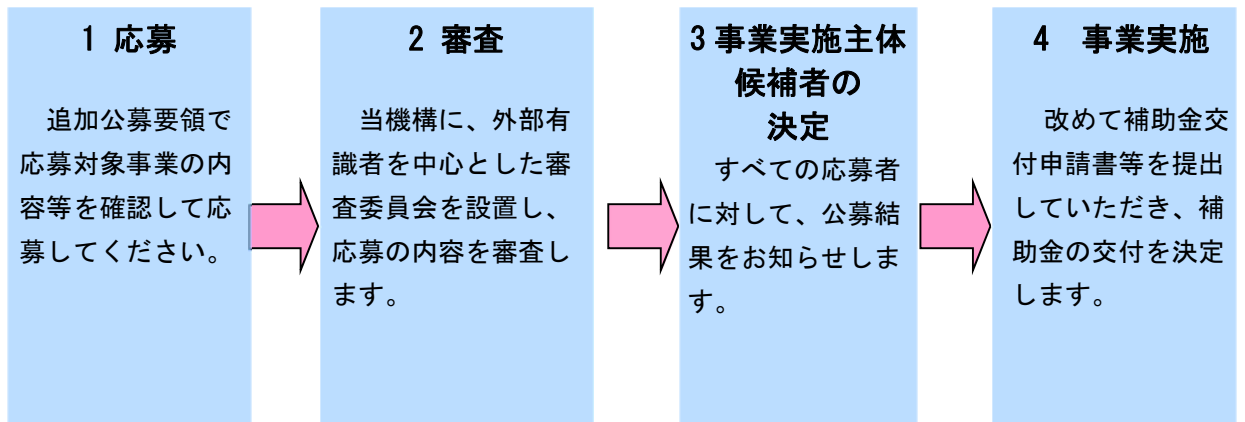 1 応募
追加公募要領で
応募対象事業の内
容等を確認して応
募してください。
2 審査
当機構に、外部有
識者を中心とした審
査委員会を設置し、
応募の内容を審査し
ます。
3 事業実施主体
候補者の
決定
すべての応募者
に対して、公募結
果をお知らせしま
す。
4 事業実施
改めて補助金交
付申請書等を提出
していただき、補
助金の交付を決定
します。